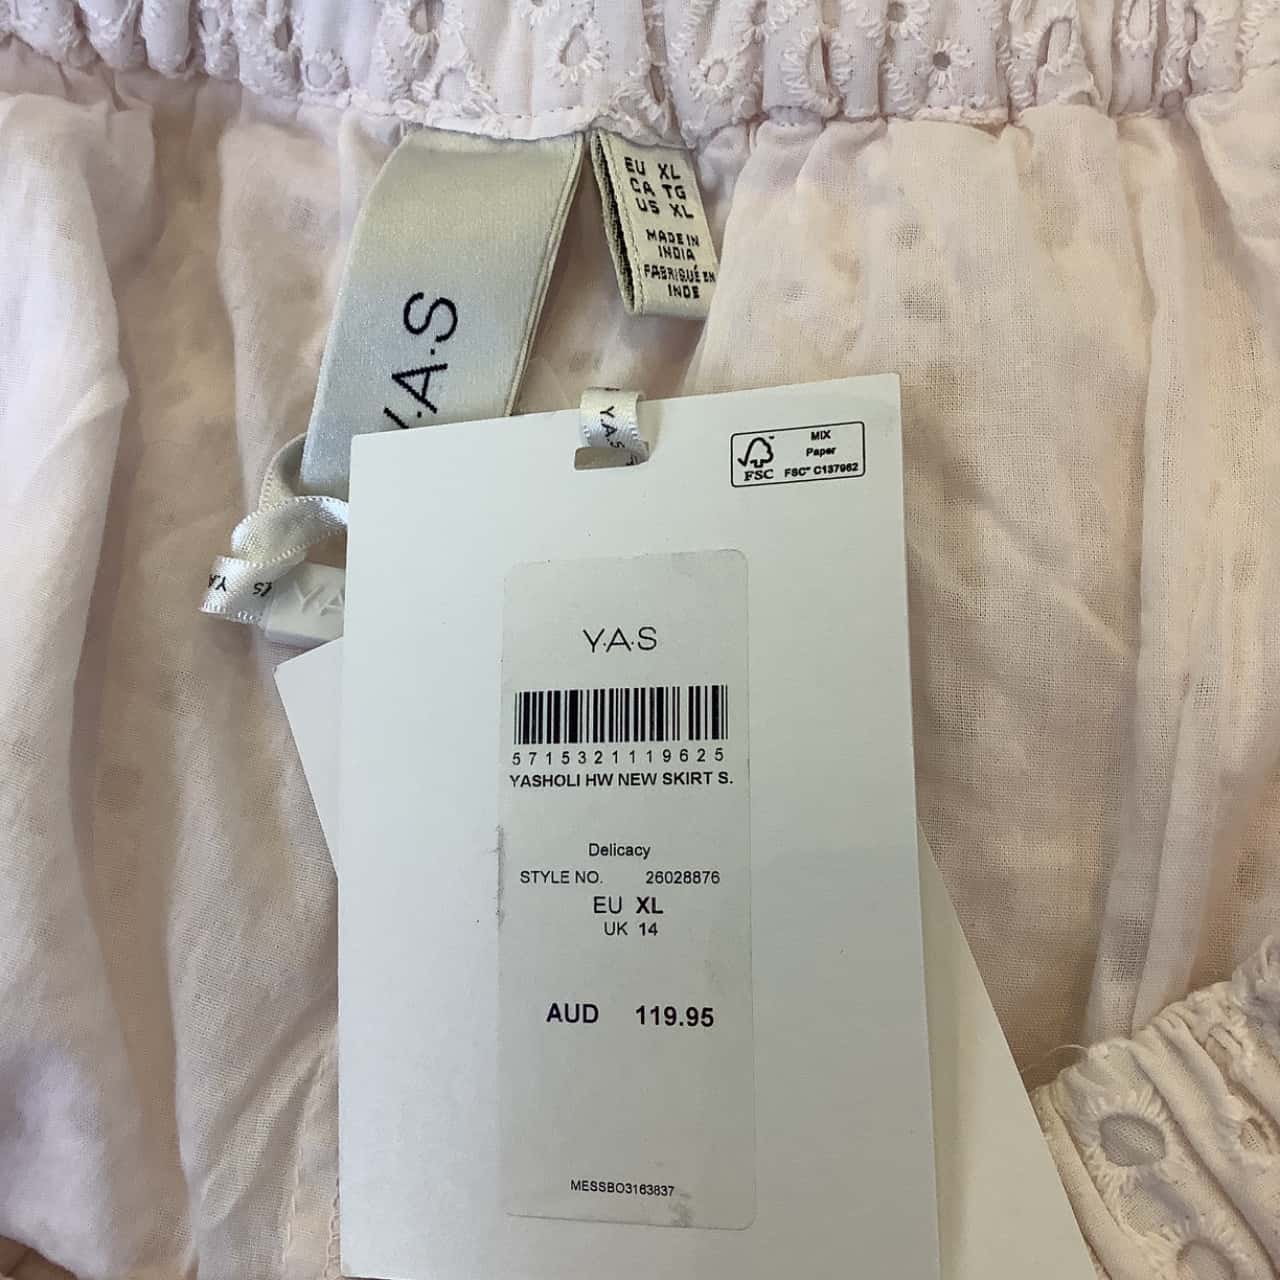 EU XL
CA TG
US XL
MADE IN
INDIA
FABRIQUÉ EN
INDE
Y.A.S
Y.A.S
MIX
Paper
FSC
FSC™ C137962
Y.A.S
5715321119625
YASHOLI HW NEW SKIRT S.
Delicacy
STYLE NO. 26028876
EU XL
UK 14
AUD 119.95
MESSBO3163837